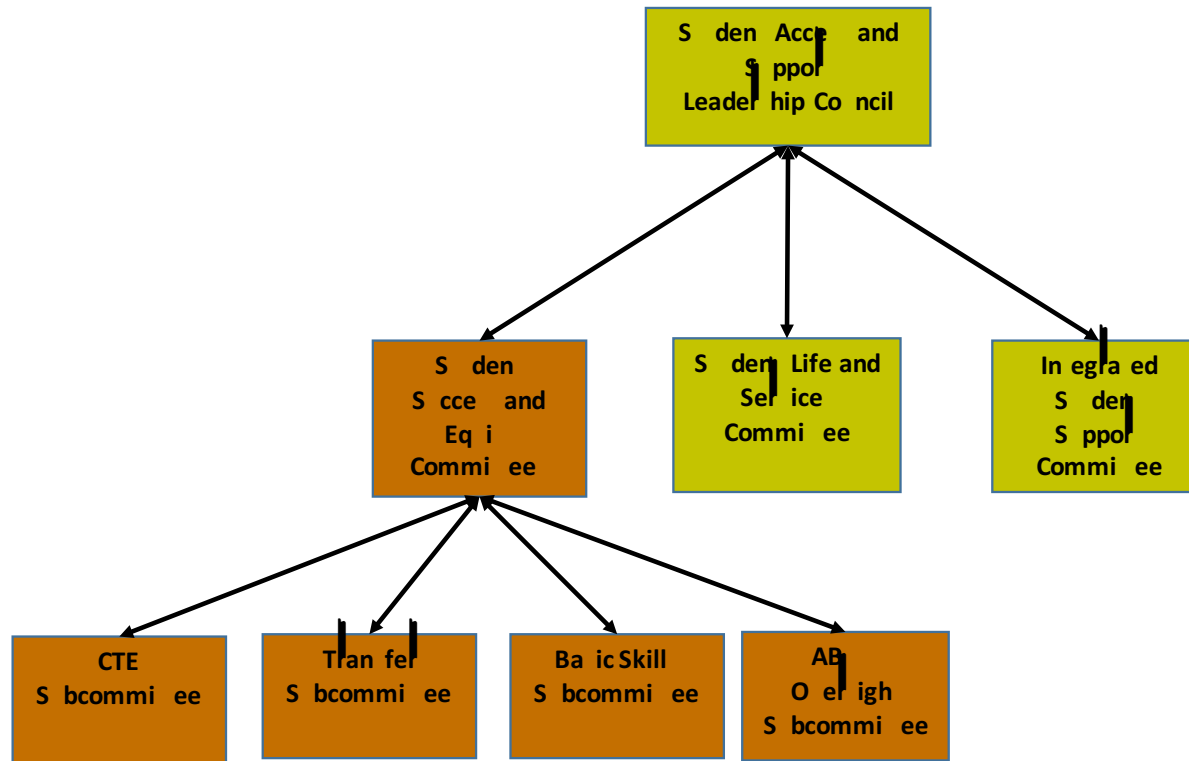 S den Acce and
S ppor
Leader hip Co ncil
S den
S cce and
Eq i
Commi ee
S den Life and
Ser ice
Commi ee
In egra ed
S den
S ppor
Commi ee
CTE
S bcommi ee
Tran fer
S bcommi ee
Ba ic Skill
S bcommi ee
AB
O er igh
S bcommi ee